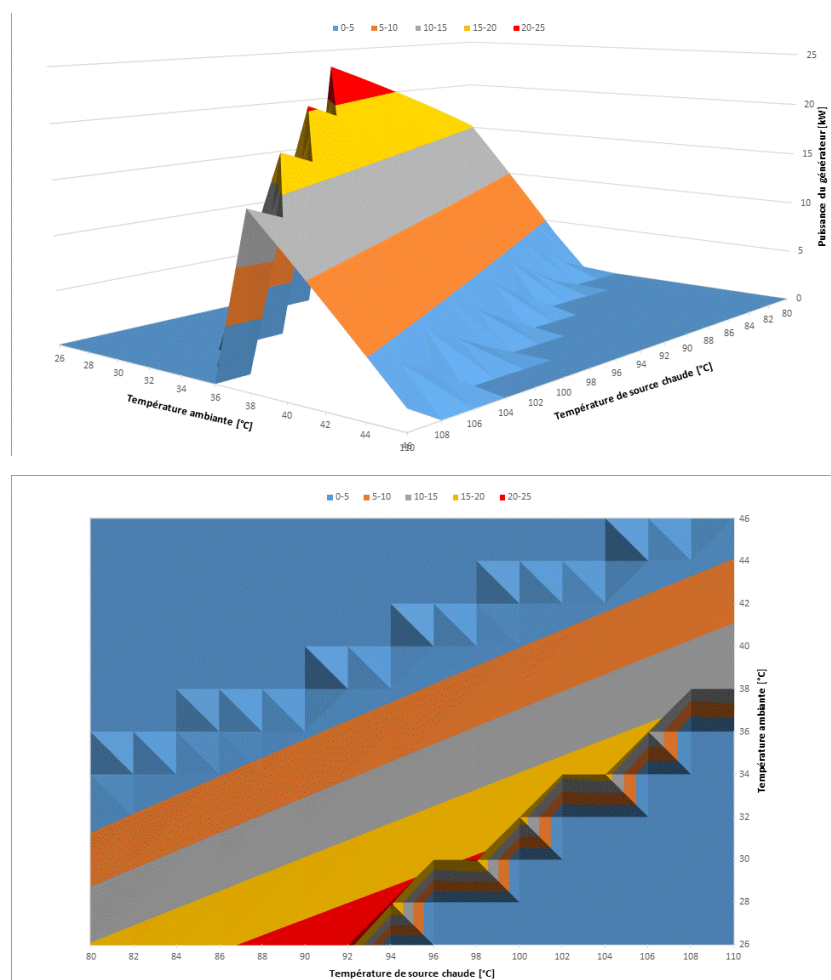 0-5 5-10 10-15 15-20 20-25
25
20
15
10
5
0
Puissance du générateur [kW]
26 28 30 32 34 36 38 40 42 44 46
Température ambiante [°C]
110 108 106 104 102 100 98 96 94 92 90 88 86 84 82 80
Température de source chaude [°C]
0-5 5-10 10-15 15-20 20-25
46
44
42
40
38
36
34
32
30
28
26
Température ambiante [°C]
80 82 84 86 88 90 92 94 96 98 100 102 104 106 108 110
Température de source chaude [°C]